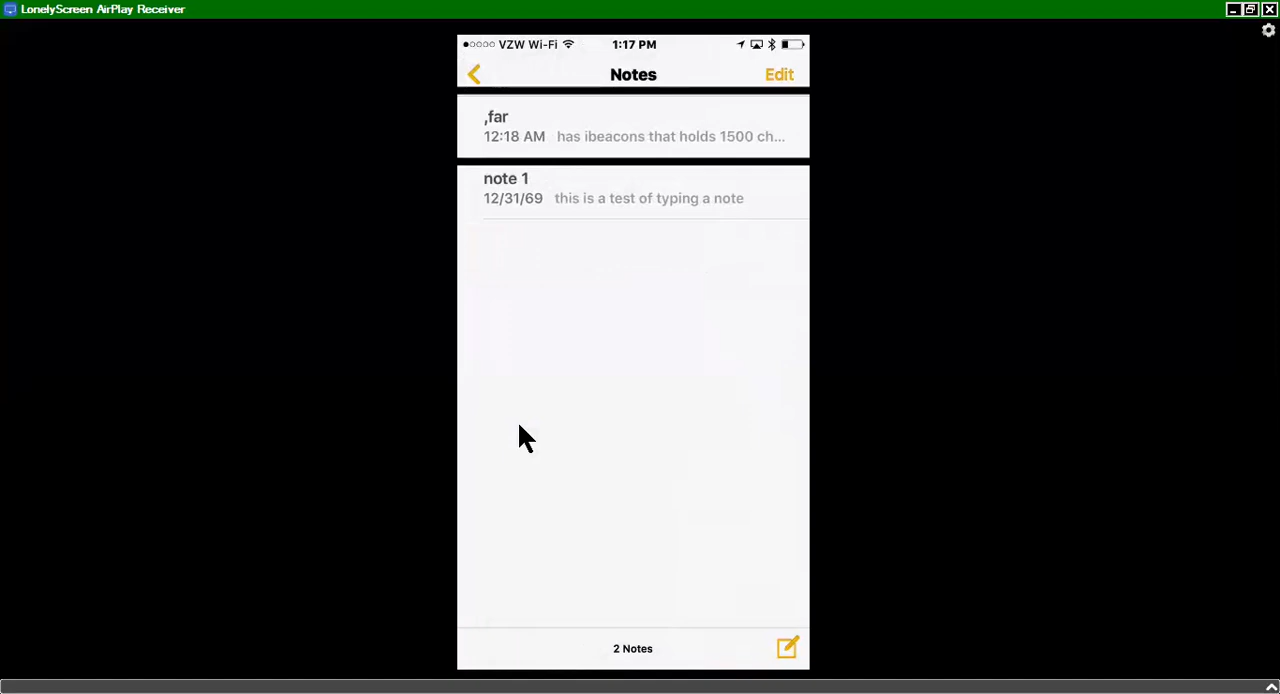 LonelyScreen AirPlay Receiver
VZW Wi-Fi 1:17 PM
Notes Edit
,far
12:18 AM has ibeacons that holds 1500 ch...
note 1
12/31/69 this is a test of typing a note
2 Notes